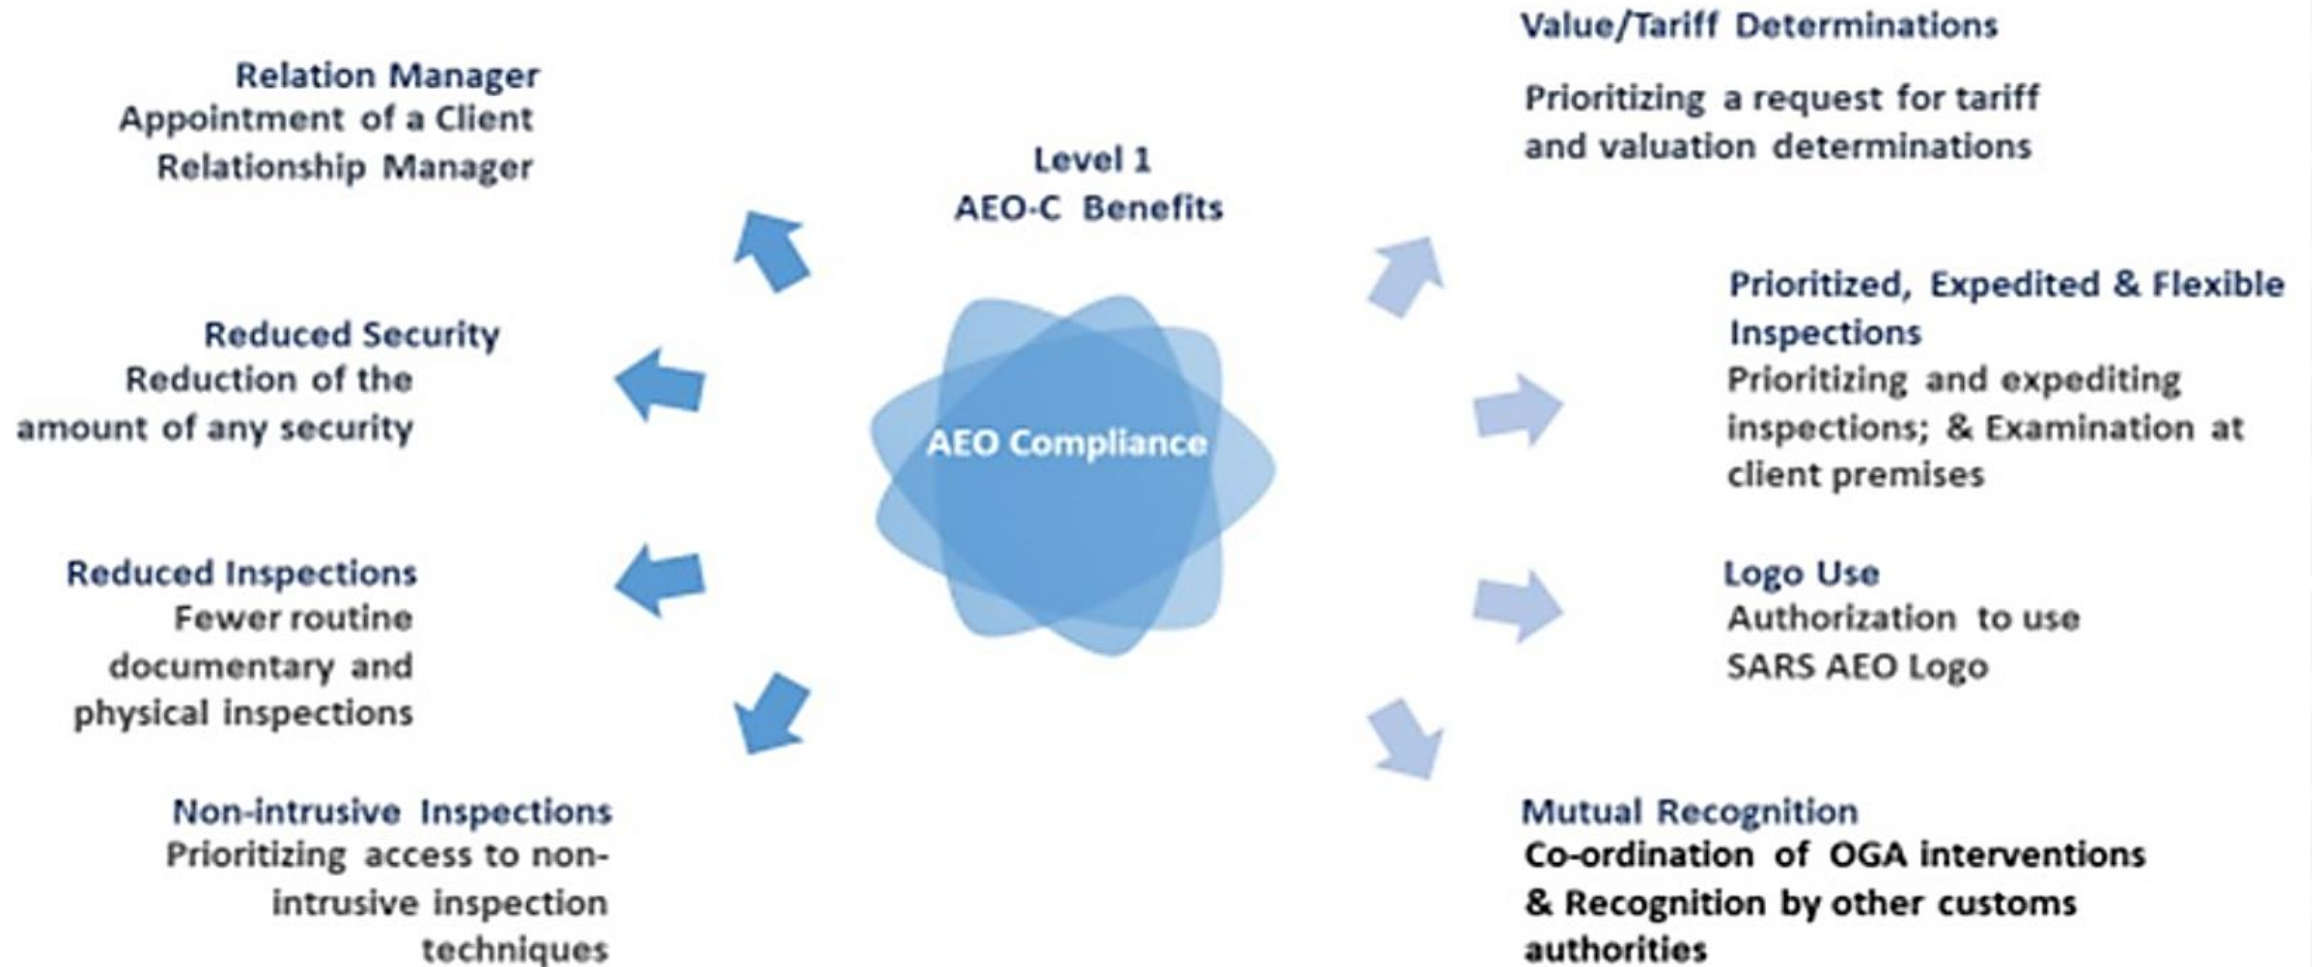 Relation Manager
Appointment of a Client
Relationship Manager
Reduced Security
Reduction of the
amount of any security
Reduced Inspections
Fewer routine
documentary and
physical inspections
Non-intrusive Inspections
Prioritizing access to non-
intrusive inspection
techniques
Level 1
AEO-C Benefits
AEO Compliance
Value/Tariff Determinations
Prioritizing a request for tariff
and valuation determinations
Prioritized, Expedited & Flexible
Inspections
Prioritizing and expediting
inspections; & Examination at
client premises
Logo Use
Authorization to use
SARS AEO Logo
Mutual Recognition
Co-ordination of OGA interventions
& Recognition by other customs
authorities